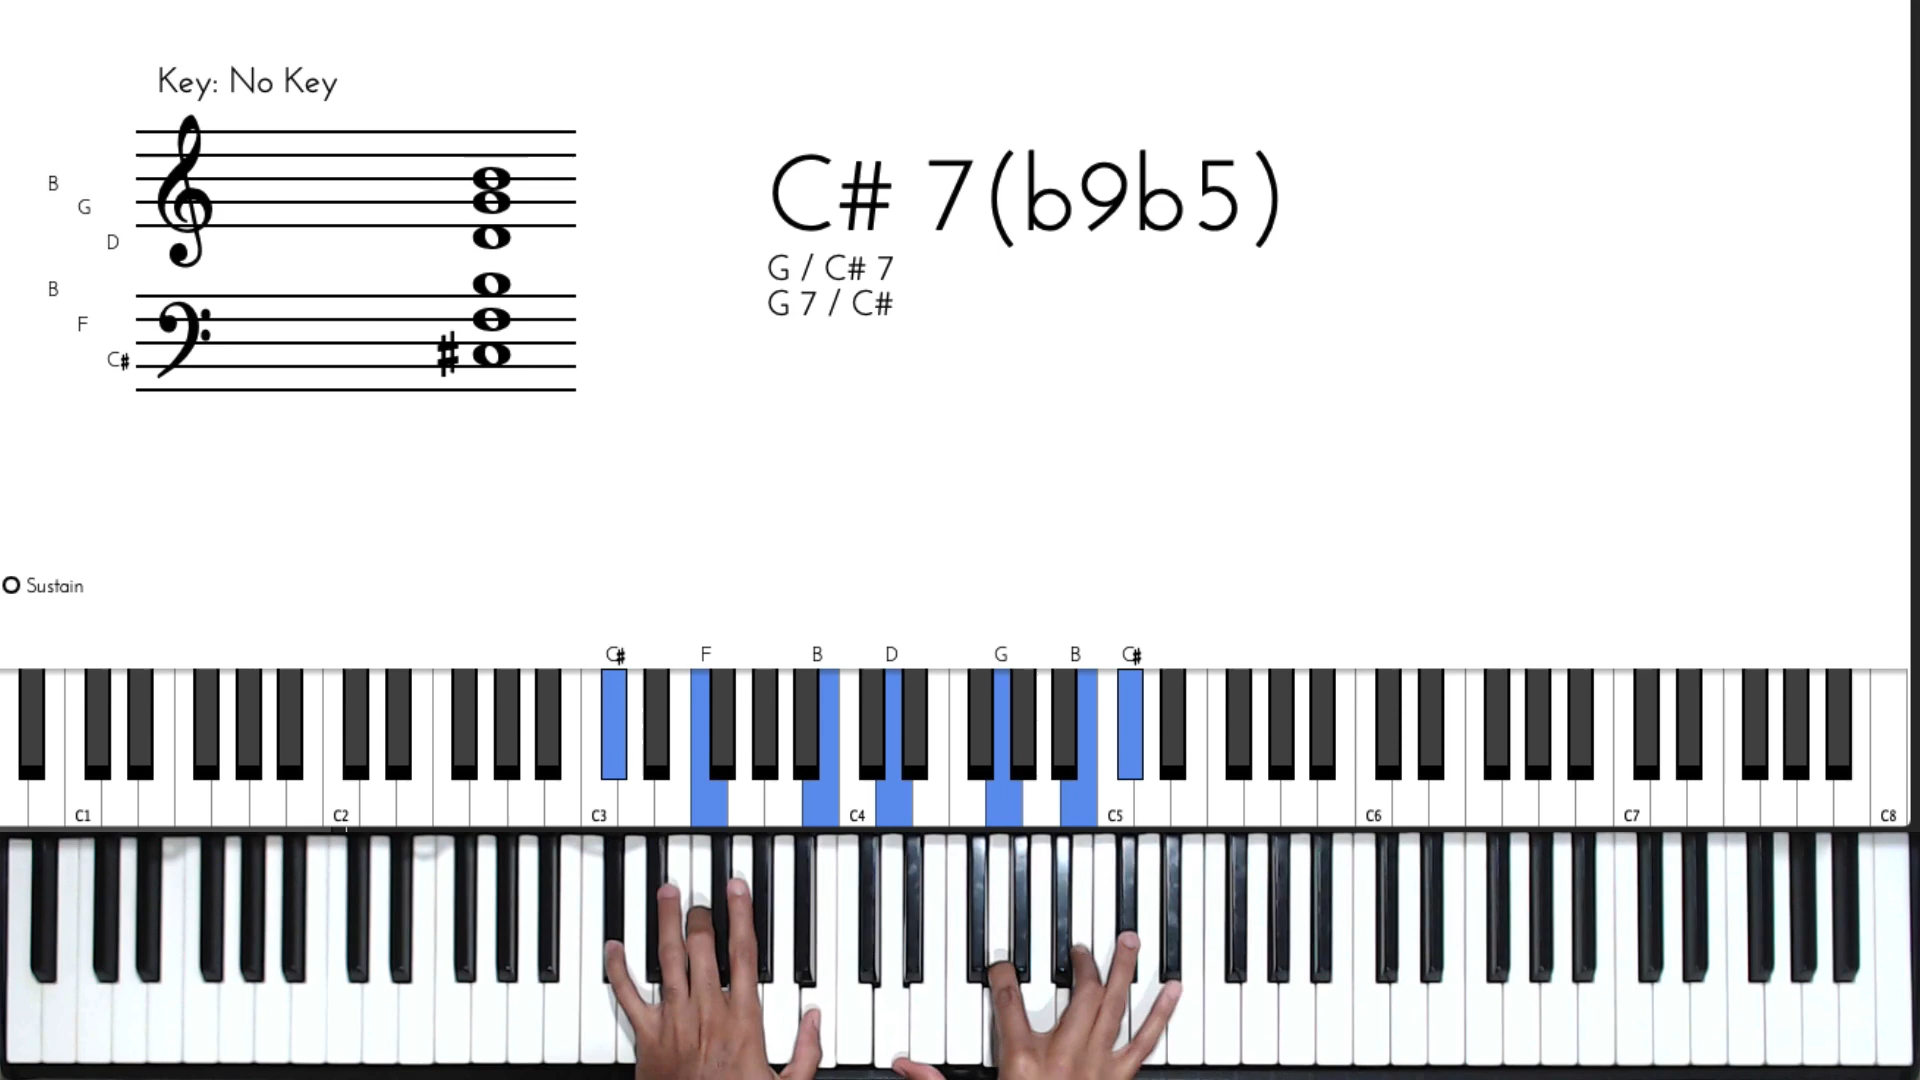 Key: No Key
B
G
D
B
F
C#
C# 7(b9b5)
G / C# 7
G 7 / C#
Sustain
C# F B D G B C#
C1 C2 C3 C4 C5 C6 C7 C8